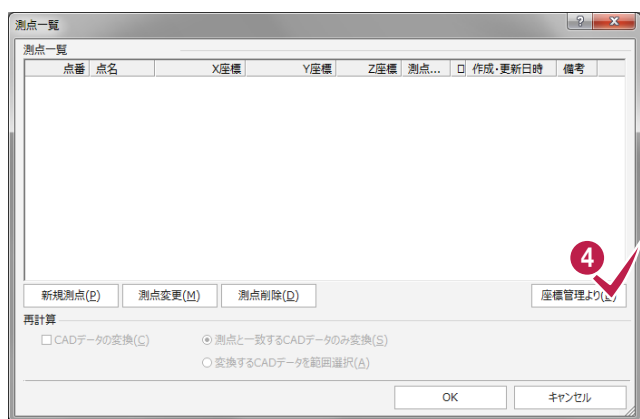 測点一覧
測点一覧
点番 点名 X座標 Y座標 Z座標 測点... ロ 作成・更新日時 備考
4
新規測点(P) 測点変更(M) 測点削除(D) 座標管理より(
再計算
CADデータの変換(C) 測点と一致するCADデータのみ変換(S)
変換するCADデータを範囲選択(A)
OK キャンセル